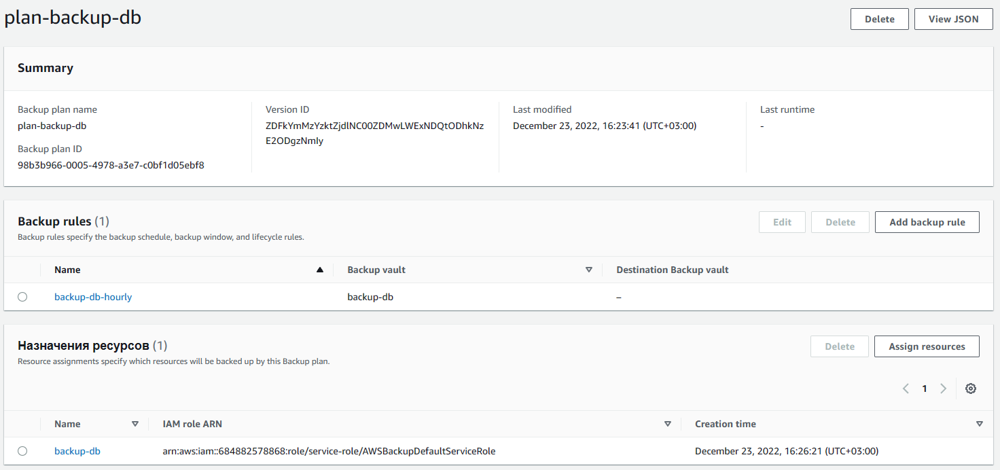 plan-backup-db
Delete
View JSON
Summary
Backup plan name
plan-backup-db
Backup plan ID
98b3b966-0005-4978-a3e7-c0bf1d05ebf8
Version ID
ZDFkYmMzYzktZjdlNC00ZDMwLWExNDQtODhkNz
E2ODgzNmIy
Last modified
December 23, 2022, 16:23:41 (UTC+03:00)
Last runtime
-
Backup rules (1)
Backup rules specify the backup schedule, backup window, and lifecycle rules.
Edit
Delete
Add backup rule
Name
Backup vault
Destination Backup vault
backup-db-hourly
backup-db
–
Назначения ресурсов (1)
Resource assignments specify which resources will be backed up by this Backup plan.
Delete
Assign resources
1
Name
IAM role ARN
Creation time
backup-db
arn:aws:iam::684882578868:role/service-role/AWSBackupDefaultServiceRole
December 23, 2022, 16:26:21 (UTC+03:00)